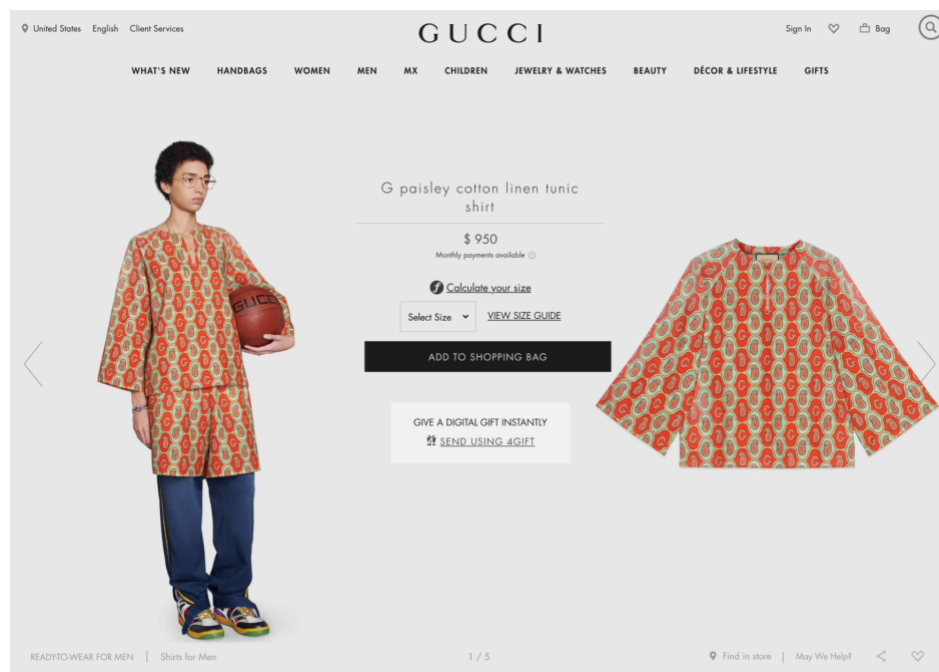 United States English Client Services
GUCCI
Sign In Bag
WHAT'S NEW HANDBAGS WOMEN MEN MX CHILDREN JEWELRY & WATCHES BEAUTY DÉCOR & LIFESTYLE GIFTS
G paisley cotton linen tunic
shirt
$ 950
Monthly payments available
Calculate your size
Select Size VIEW SIZE GUIDE
ADD TO SHOPPING BAG
GIVE A DIGITAL GIFT INSTANTLY
SEND USING 4GIFT
GUCCI
READY-TO-WEAR FOR MEN | Shirts for Men
1 / 5
Find in store | May We Help?